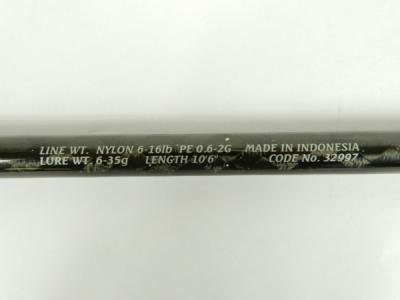 LINE WT. NYLON 6-16lb PE 0.6-2G MADE IN INDONESIA
LURE WT. 6-35g LENGTH 10'6" CODE No. 32997